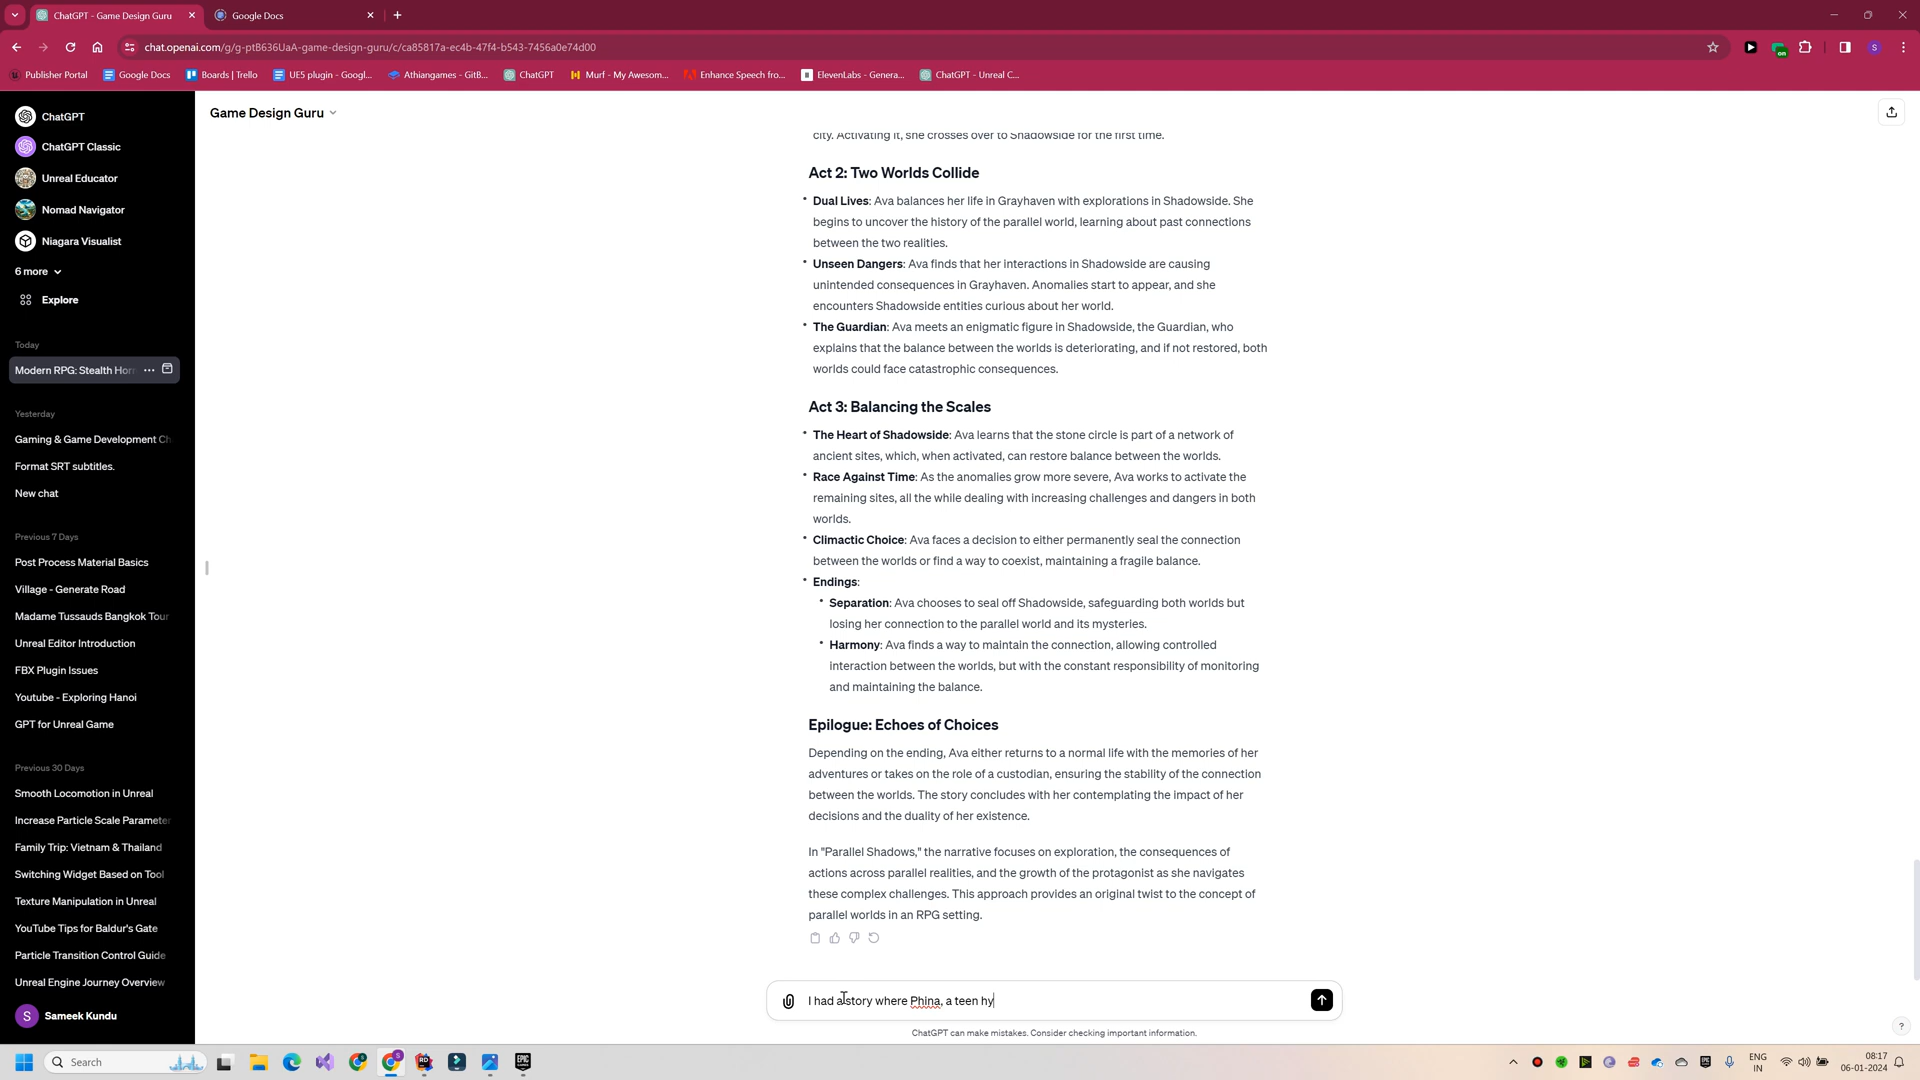 ChatGPT - Game Design Guru
Google Docs
chat.openai.com/g/g-ptB636UaA-game-design-guru/c/ca85817a-ec4b-47f4-b543-7456a0e74d00
Publisher Portal
Google Docs
Boards | Trello
UE5 plugin - Googl...
Athiangames - GitB...
ChatGPT
Murf - My Awesom...
Enhance Speech fro...
ElevenLabs - Genera...
ChatGPT - Unreal C...
ChatGPT
ChatGPT Classic
Unreal Educator
Nomad Navigator
Niagara Visualist
6 more
Explore
Today
Modern RPG: Stealth Horr
Yesterday
Gaming & Game Development Ch
Format SRT subtitles.
New chat
Previous 7 Days
Post Process Material Basics
Village - Generate Road
Madame Tussauds Bangkok Tour
Unreal Editor Introduction
FBX Plugin Issues
Youtube - Exploring Hanoi
GPT for Unreal Game
Previous 30 Days
Smooth Locomotion in Unreal
Increase Particle Scale Parameter
Family Trip: Vietnam & Thailand
Switching Widget Based on Tool
Texture Manipulation in Unreal
YouTube Tips for Baldur's Gate
Particle Transition Control Guide
Unreal Engine Journey Overview
S
Sameek Kundu
Game Design Guru
city. Activating it, she crosses over to Shadowside for the first time.
Act 2: Two Worlds Collide
• Dual Lives: Ava balances her life in Grayhaven with explorations in Shadowside. She
begins to uncover the history of the parallel world, learning about past connections
between the two realities.
• Unseen Dangers: Ava finds that her interactions in Shadowside are causing
unintended consequences in Grayhaven. Anomalies start to appear, and she
encounters Shadowside entities curious about her world.
• The Guardian: Ava meets an enigmatic figure in Shadowside, the Guardian, who
explains that the balance between the worlds is deteriorating, and if not restored, both
worlds could face catastrophic consequences.
Act 3: Balancing the Scales
• The Heart of Shadowside: Ava learns that the stone circle is part of a network of
ancient sites, which, when activated, can restore balance between the worlds.
• Race Against Time: As the anomalies grow more severe, Ava works to activate the
remaining sites, all the while dealing with increasing challenges and dangers in both
worlds.
• Climactic Choice: Ava faces a decision to either permanently seal the connection
between the worlds or find a way to coexist, maintaining a fragile balance.
• Endings:
• Separation: Ava chooses to seal off Shadowside, safeguarding both worlds but
losing her connection to the parallel world and its mysteries.
• Harmony: Ava finds a way to maintain the connection, allowing controlled
interaction between the worlds, but with the constant responsibility of monitoring
and maintaining the balance.
Epilogue: Echoes of Choices
Depending on the ending, Ava either returns to a normal life with the memories of her
adventures or takes on the role of a custodian, ensuring the stability of the connection
between the worlds. The story concludes with her contemplating the impact of her
decisions and the duality of her existence.
In "Parallel Shadows," the narrative focuses on exploration, the consequences of
actions across parallel realities, and the growth of the protagonist as she navigates
these complex challenges. This approach provides an original twist to the concept of
parallel worlds in an RPG setting.
I had a story where Phina, a teen hy
ChatGPT can make mistakes. Consider checking important information.
?
Search
ENG
IN
08:17
06-01-2024